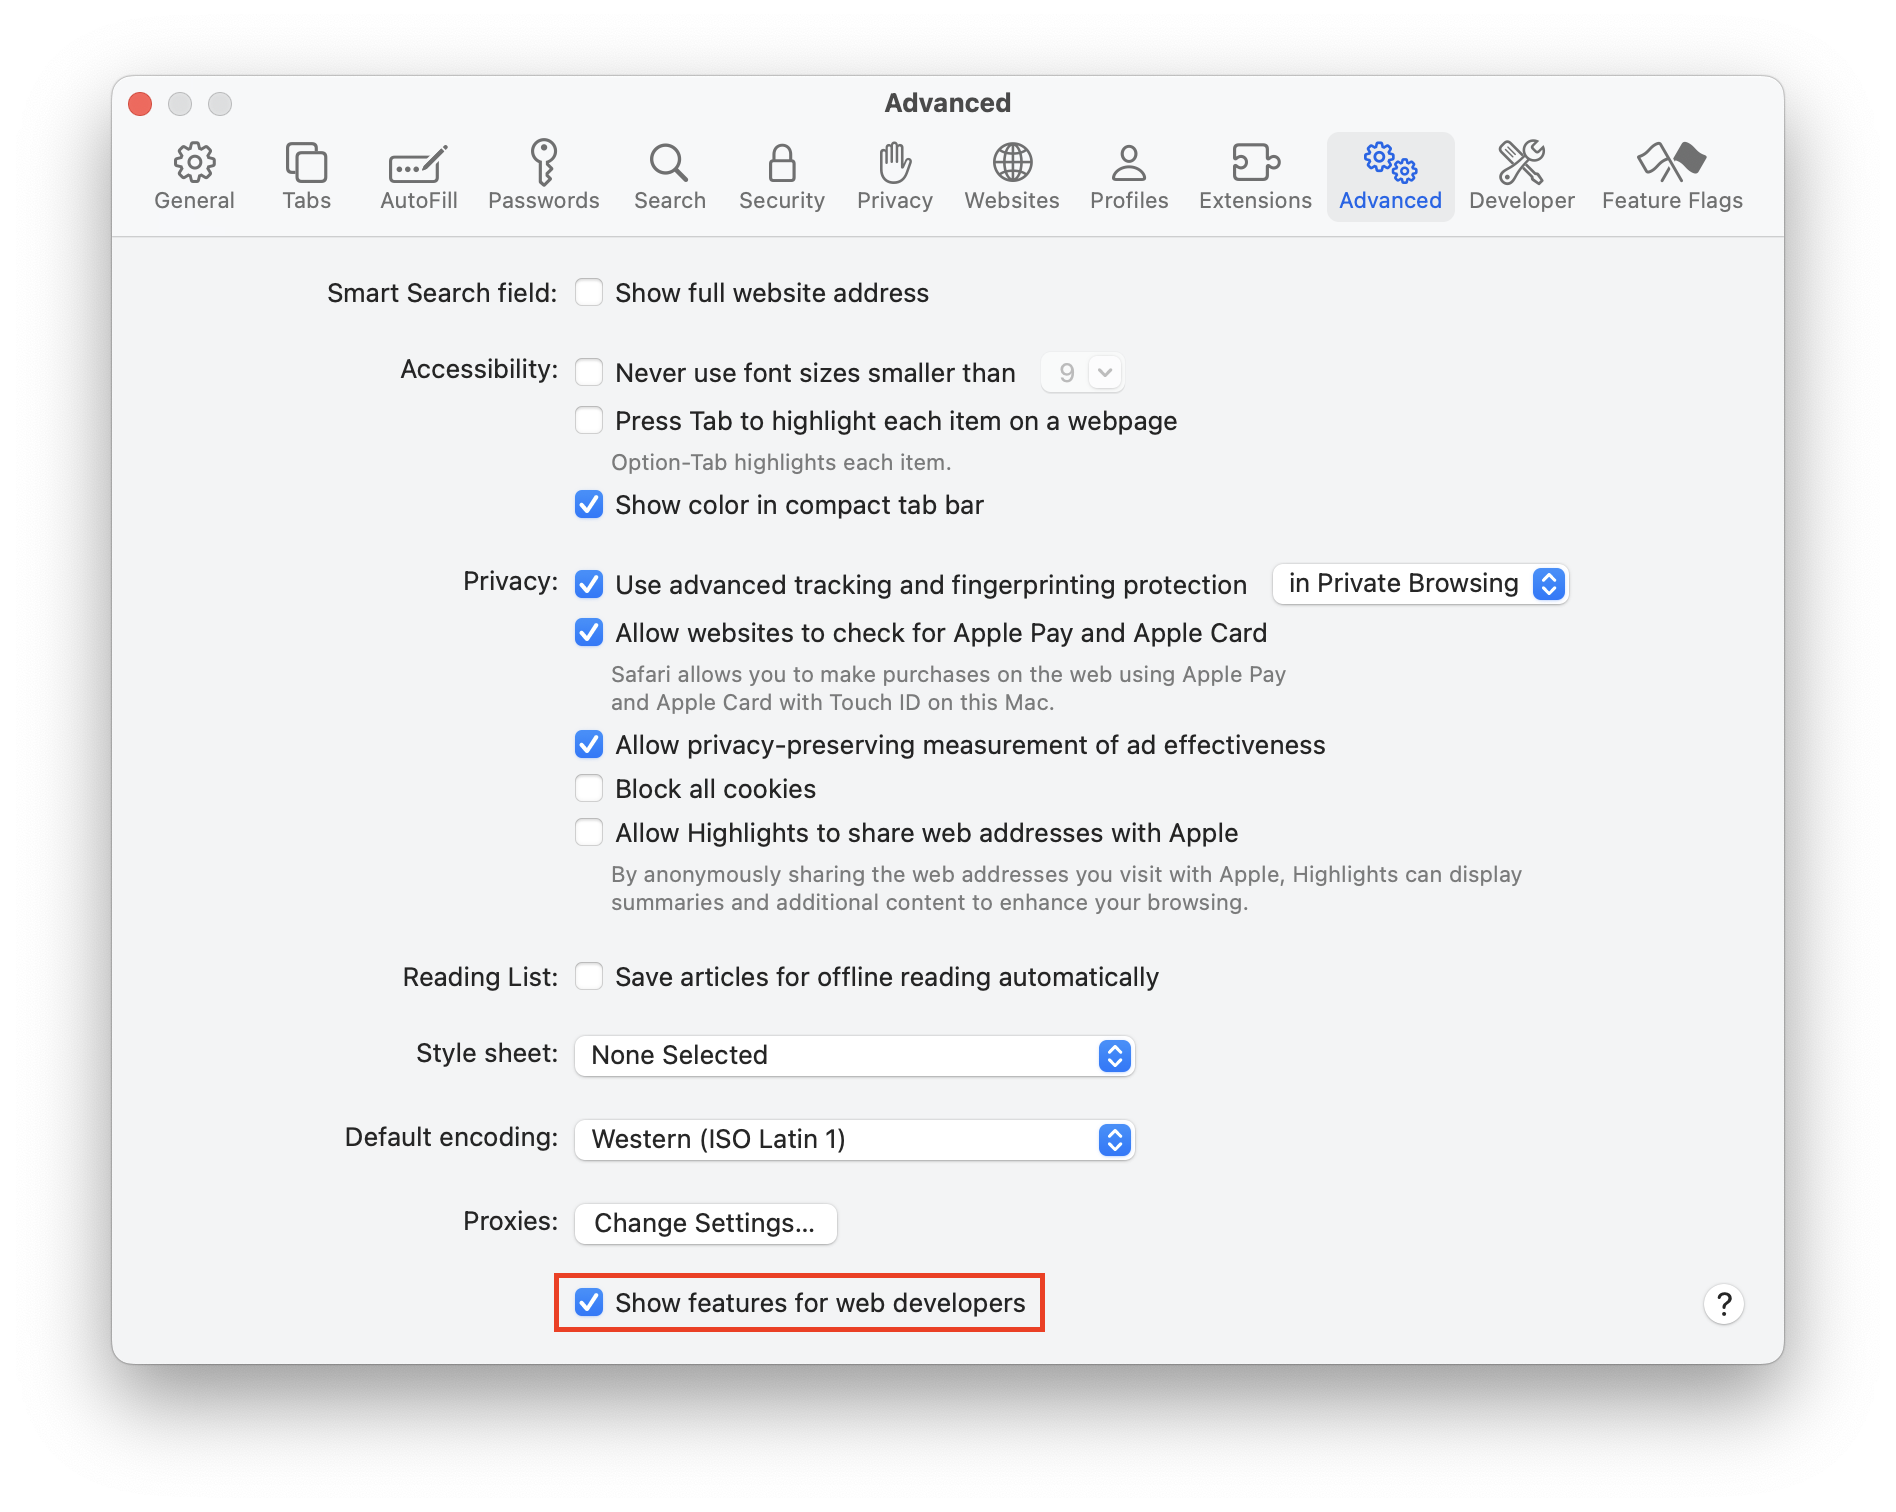 Advanced
General Tabs AutoFill Passwords Search Security Privacy Websites Profiles Extensions Advanced Developer Feature Flags
Smart Search field: Show full website address
Accessibility: Never use font sizes smaller than 9
Press Tab to highlight each item on a webpage
Option-Tab highlights each item.
Show color in compact tab bar
Privacy: Use advanced tracking and fingerprinting protection in Private Browsing
Allow websites to check for Apple Pay and Apple Card
Safari allows you to make purchases on the web using Apple Pay
and Apple Card with Touch ID on this Mac.
Allow privacy-preserving measurement of ad effectiveness
Block all cookies
Allow Highlights to share web addresses with Apple
By anonymously sharing the web addresses you visit with Apple, Highlights can display
summaries and additional content to enhance your browsing.
Reading List: Save articles for offline reading automatically
Style sheet: None Selected
Default encoding: Western (ISO Latin 1)
Proxies: Change Settings...
Show features for web developers ?